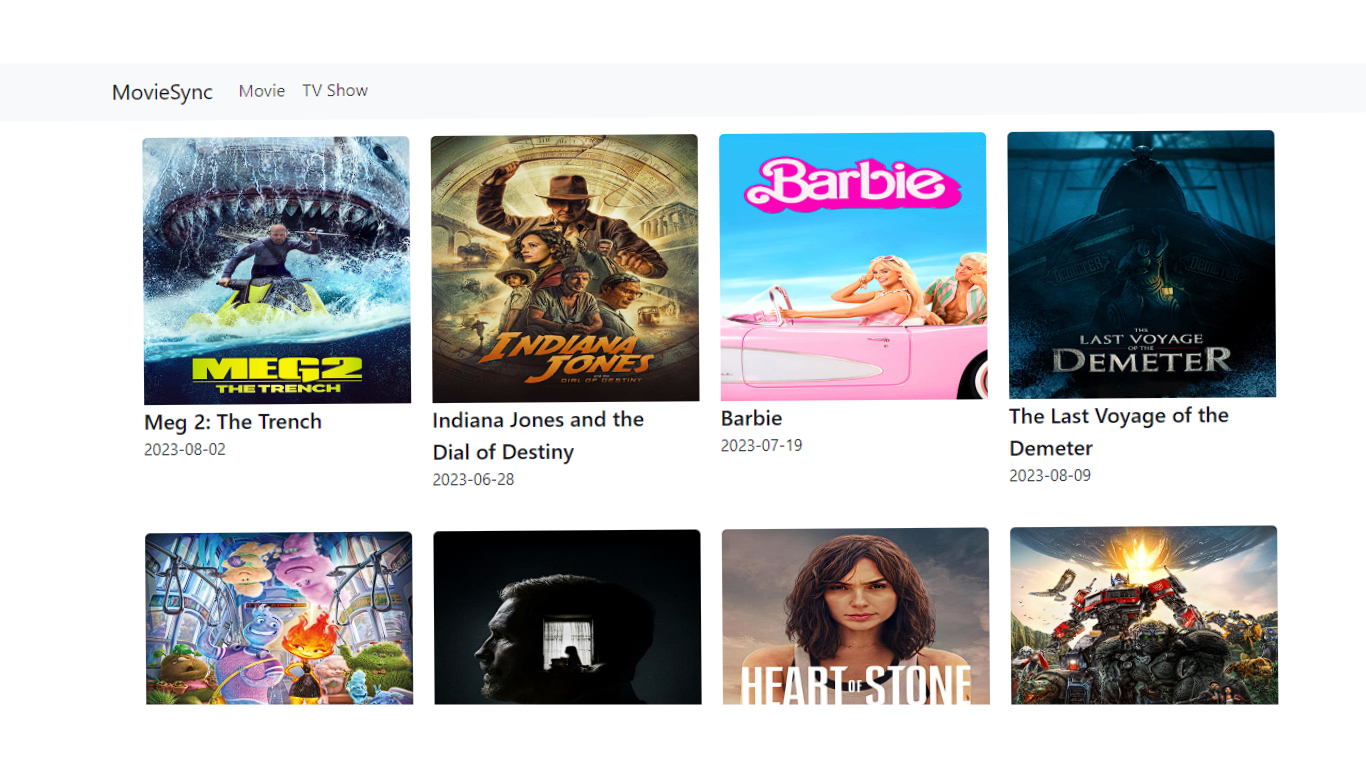 MovieSync Movie TV Show
MEG2
THE TRENCH
INDIANA
JONES
AND THE
DIAL OF DESTINY
Barbie
THE
LAST VOYAGE
OF THE
DEMETER
Meg 2: The Trench
2023-08-02
Indiana Jones and the
Dial of Destiny
2023-06-28
Barbie
2023-07-19
The Last Voyage of the
Demeter
2023-08-09
HEART OF STONE